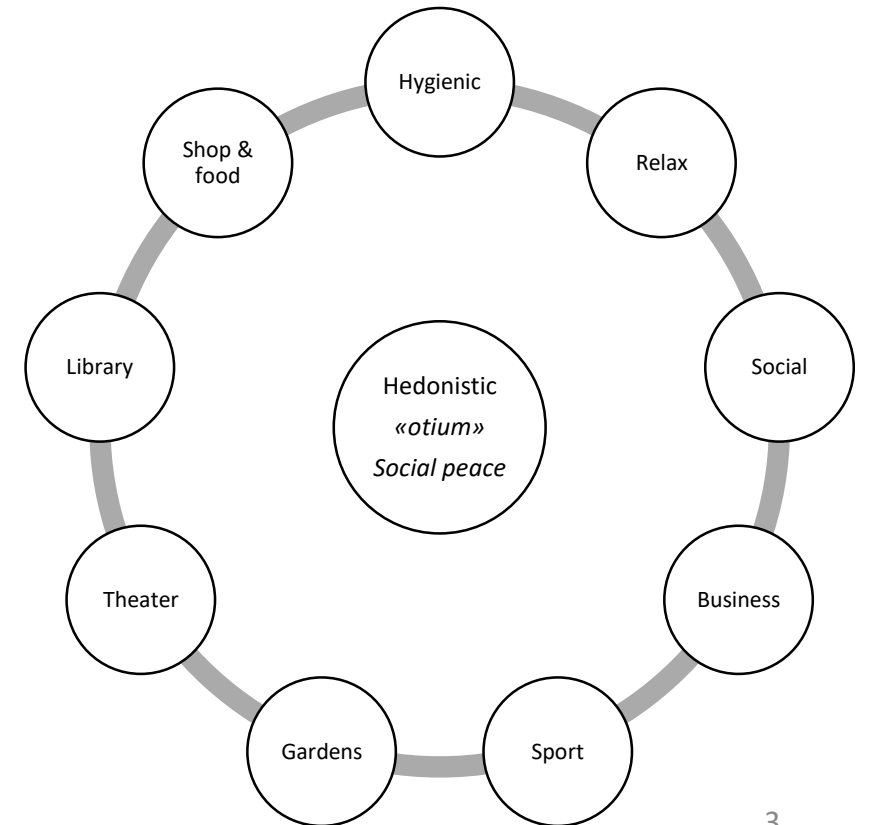 Hygienic
Relax
Social
Business
Sport
Gardens
Theater
Library
Shop &
food
Hedonistic
«otium»
Social peace
3